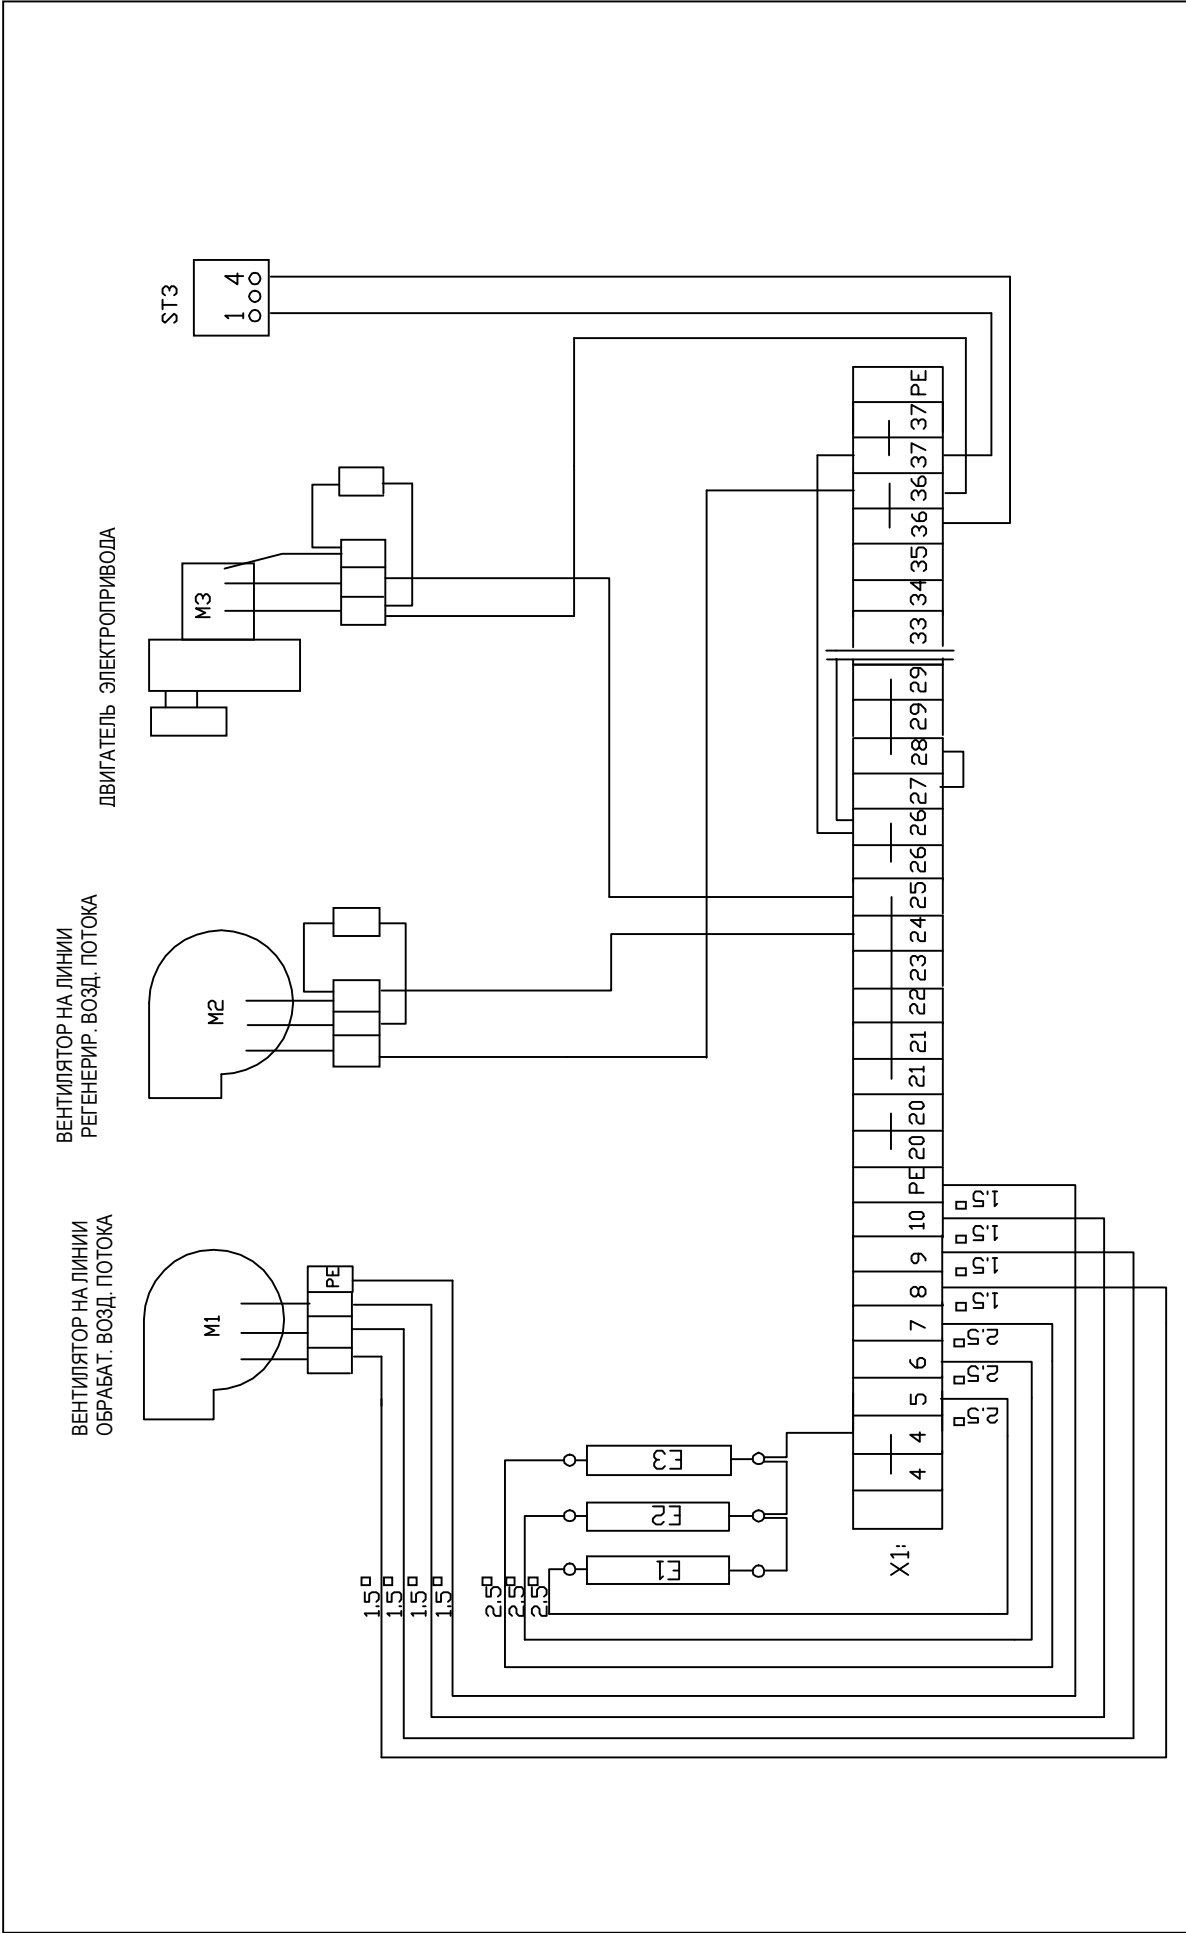 ВЕНТИЛЯТОР НА ЛИНИИ
ОБРАБАТ. ВОЗД. ПОТОКА
ВЕНТИЛЯТОР НА ЛИНИИ
РЕГЕНЕРИР. ВОЗД. ПОТОКА
ДВИГАТЕЛЬ ЭЛЕКТРОПРИВОДА
ST3
1 4
M1
PE
M2
M3
1.5
1.5
1.5
1.5
2.5
2.5
2.5
E1
E2
E3
X1:
4
4
5
6
7
8
9
10
PE
20
20
21
21
22
23
24
25
26
26
27
28
29
29
33
34
35
36
36
37
37
PE
2.5
2.5
2.5
1.5
1.5
1.5
1.5